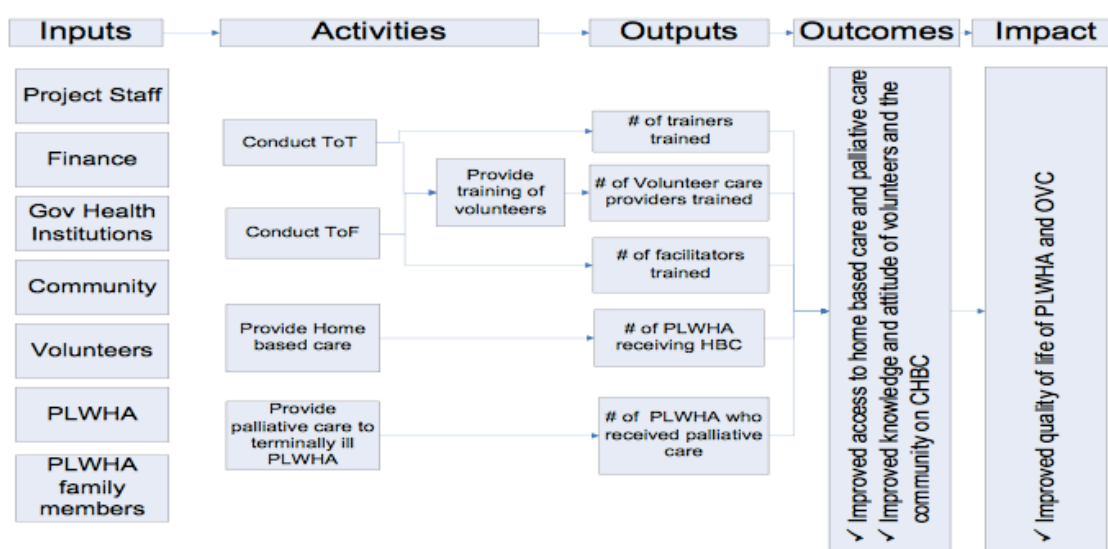 Inputs
Activities
Outputs
Outcomes
Impact
Project Staff
Finance
Gov Health
Institutions
Community
Volunteers
PLWHA
PLWHA
family
members
Conduct ToT
Conduct ToF
Provide
training of
volunteers
Provide Home
based care
Provide
palliative care to
terminally ill
PLWHA
# of trainers
trained
# of Volunteer care
providers trained
# of facilitators
trained
# of PLWHA
receiving HBC
# of PLWHA who
received palliative
care
✓ Improved access to home based care and palliative care
✓ Improved knowledge and attitude of volunteers and the
community on CHBC
✓ Improved quality of life of PLWHA and OVC